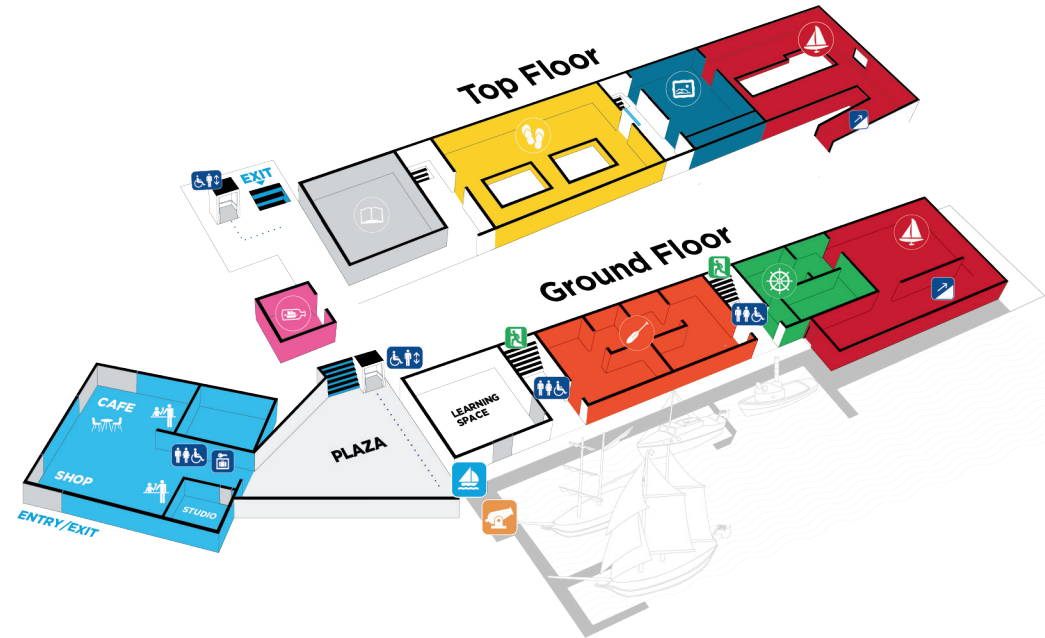 Top Floor
EXIT
Ground Floor
LEARNING
SPACE
PLAZA
CAFE
SHOP
STUDIO
ENTRY/EXIT